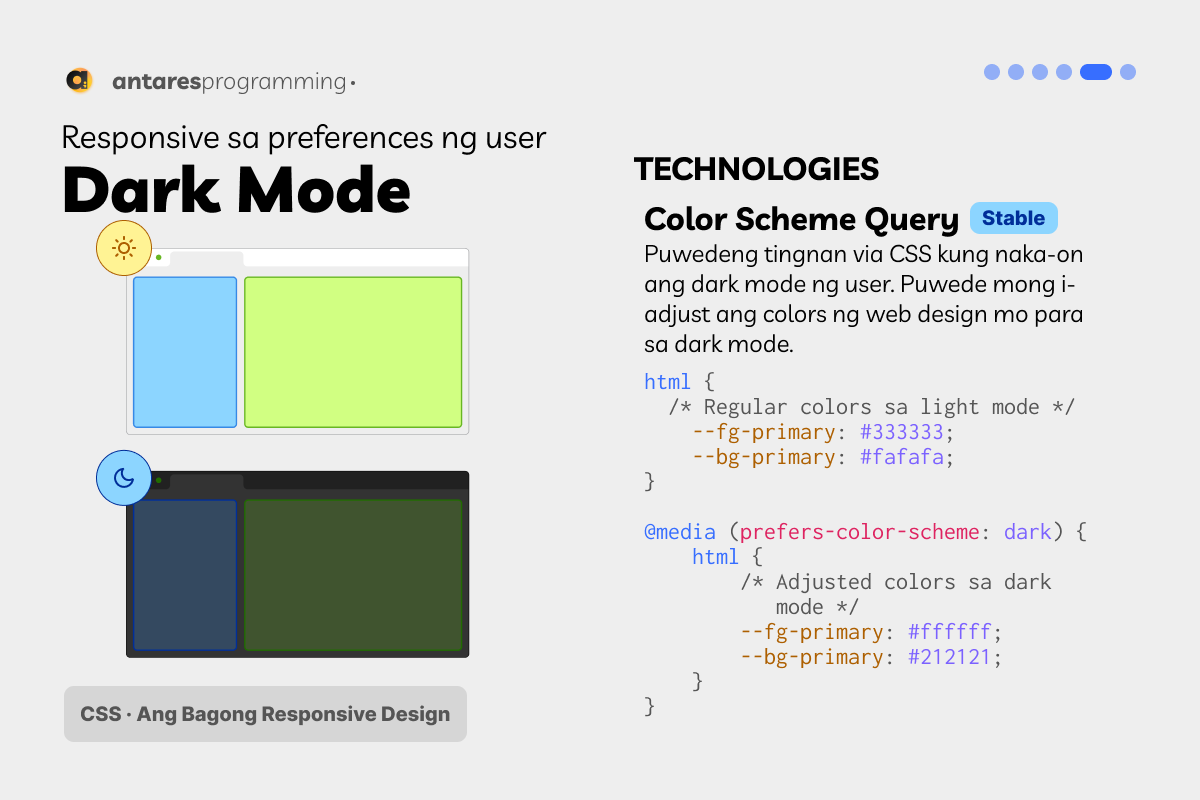 antaresprogramming·
Responsive sa preferences ng user
Dark Mode
CSS · Ang Bagong Responsive Design
TECHNOLOGIES
Color Scheme Query Stable
Puwedeng tingnan via CSS kung naka-on
ang dark mode ng user. Puwede mong i-
adjust ang colors ng web design mo para
sa dark mode.
html {
  /* Regular colors sa light mode */
    --fg-primary: #333333;
    --bg-primary: #fafafa;
}
@media (prefers-color-scheme: dark) {
    html {
        /* Adjusted colors sa dark
           mode */
        --fg-primary: #ffffff;
        --bg-primary: #212121;
    }
}